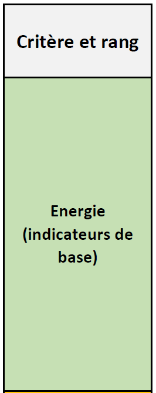 Critère et rang
Energie
(indicateurs de
base)